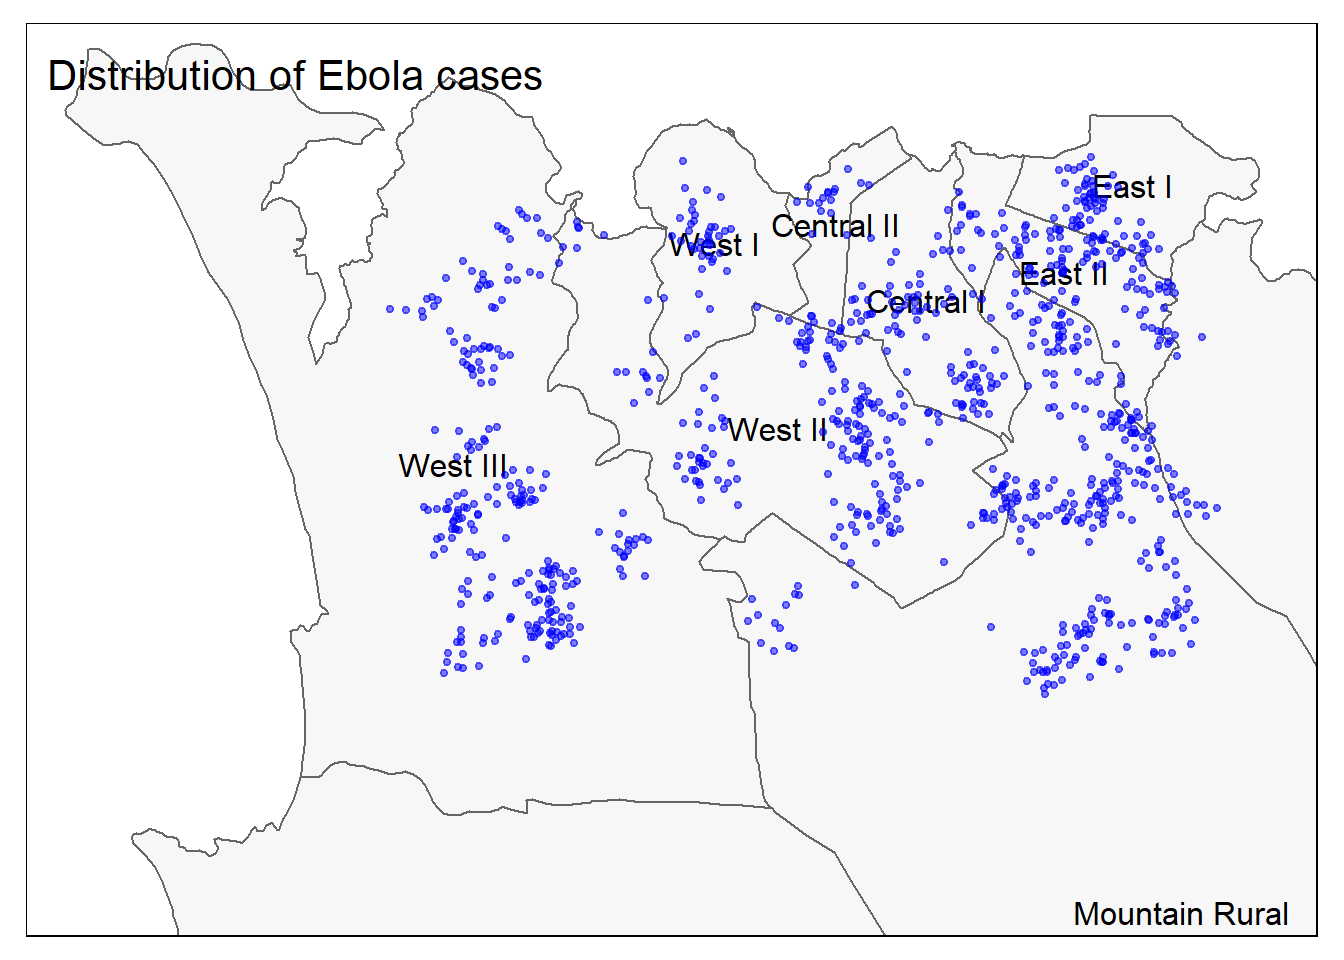 Distribution of Ebola cases
East I
Central II
West I
East II
Central I
West II
West III
Mountain Rural